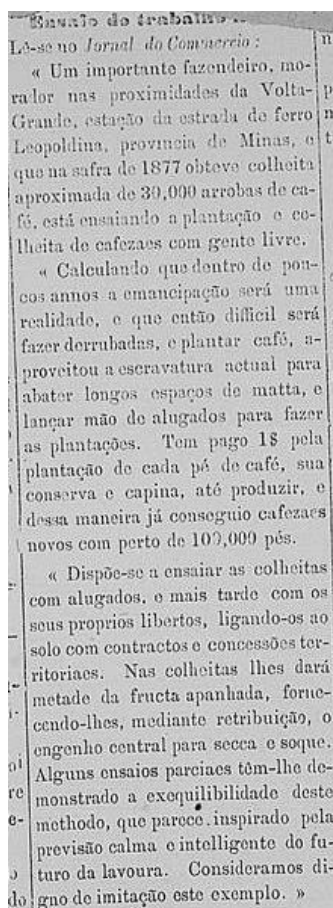 Ensaio do trabalho
Lê-se no Jornal do Commercio :
« Um importante fazendeiro, mo-
rador nas proximidades da Volta-
Grande, estação da estrada de ferro
Leopoldina, provincia de Minas, e
que na safra de 1877 obteve colheita
aproximada de 30,000 arrobas de ca-
fé, está ensaiando a plantação e co-
lheita de cafezaes com gente livre.
« Calculando que dentro de pou-
cos annos a emancipação será uma
realidade, e que então difficil será
fazer derrubadas, e plantar café, a-
proveitou a escravatura actual para
abater longos espaços de matta, e
lançar mão de alugados para fazer
as plantações. Tem pago 1$ pela
plantação de cada pé de café, sua
conserva e capina, até produzir, e
dessa maneira já conseguio cafezaes
novos com perto de 100,000 pés.
« Dispõe-se a ensaiar as colheitas
com alugados, e mais tarde com os
seus proprios libertos, ligando-os ao
solo com contractos e concessões ter-
ritoriaes. Nas colheitas lhes dará
metade da fructa apanhada, forne-
cendo-lhes, mediante retribuição, o
engenho central para secca e soque.
Alguns ensaios parciaes têm-lhe de-
monstrado a exequilibilidade deste
methodo, que parece inspirado pela
previsão calma e intelligente do fu-
turo da lavoura. Consideramos di-
gno de imitação este exemplo. »